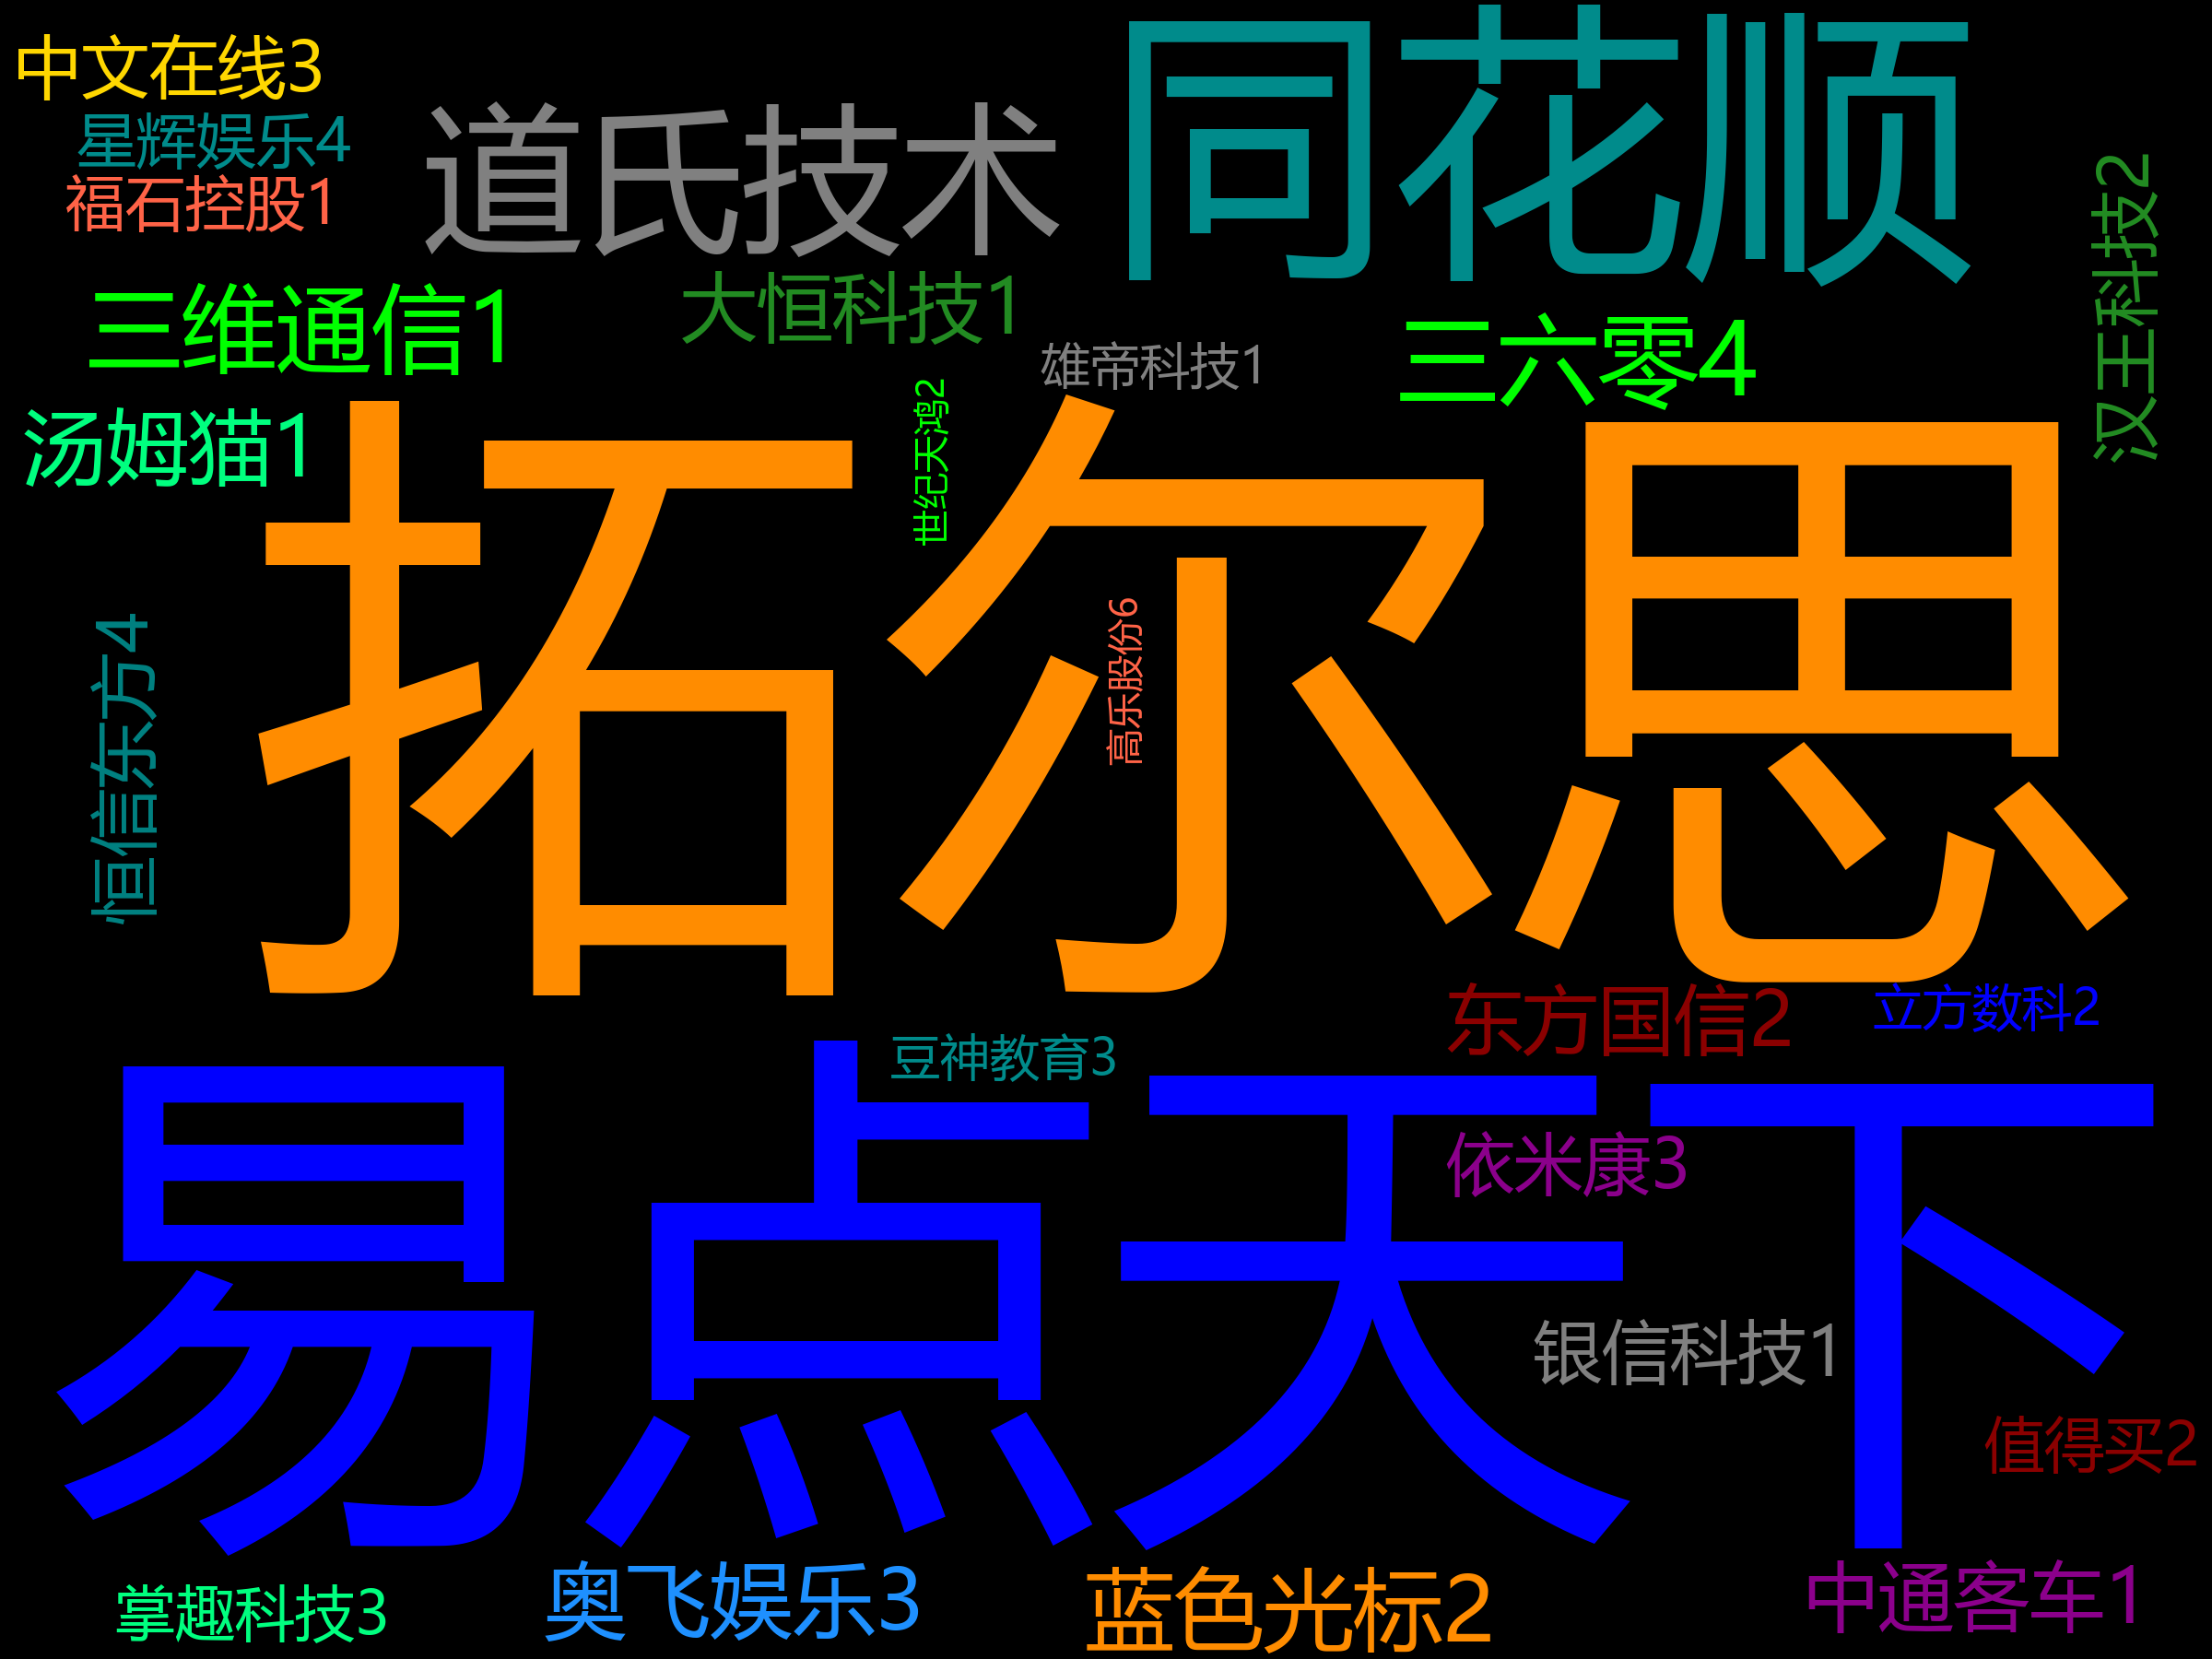 中文在线3
星辉娱乐4
福石控股1
道氏技术
同花顺
汉王科技2
三维通信1
大恒科技1
雄帝科技1
三六零4
汤姆猫1
世纪天鸿2
拓尔思
高乐股份6
恒信东方4
东方国信2
立方数科2
豆神教育3
易点天下
依米康3
银信科技1
值得买2
掌趣科技3
奥飞娱乐3
蓝色光标2
中通客车1